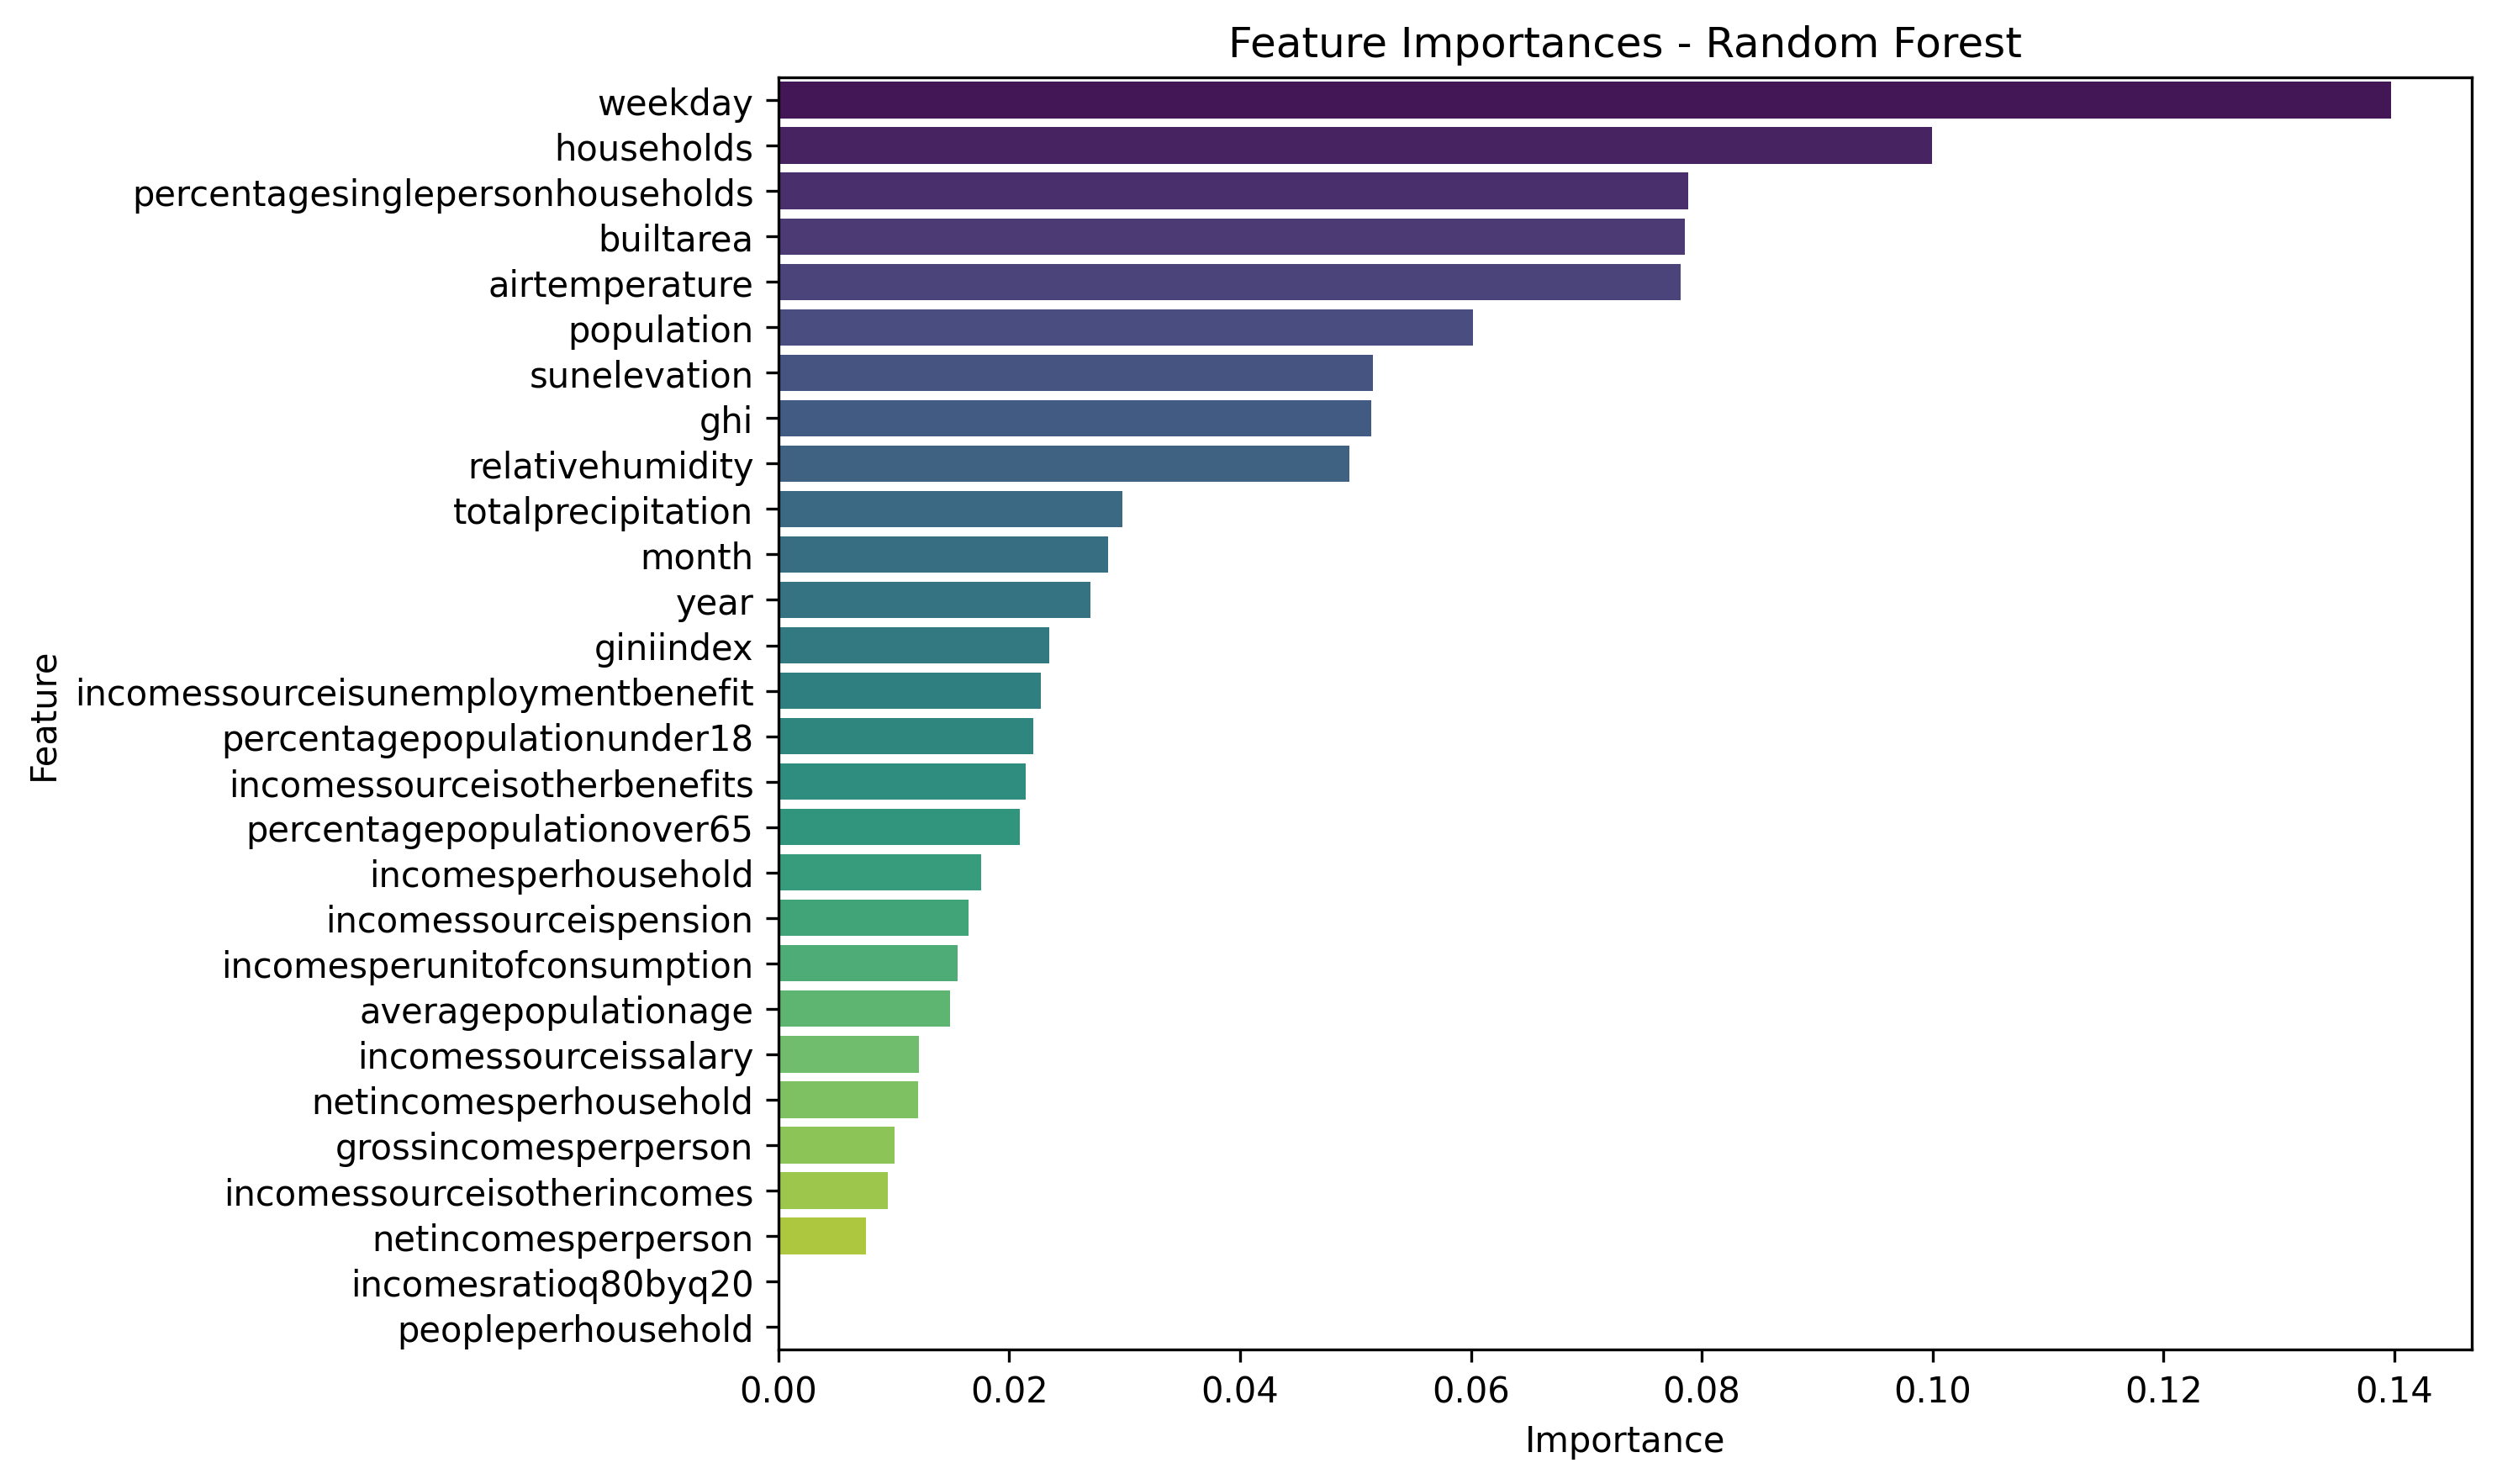 Feature Importances - Random Forest
Feature
weekday
households
percentagesinglepersonhouseholds
builtarea
airtemperature
population
sunelevation
ghi
relativehumidity
totalprecipitation
month
year
giniindex
incomessourceisunemploymentbenefit
percentagepopulationunder18
incomessourceisotherbenefits
percentagepopulationover65
incomesperhousehold
incomessourceispension
incomesperunitofconsumption
averagepopulationage
incomessourceissalary
netincomesperhousehold
grossincomesperperson
incomessourceisotherincomes
netincomesperperson
incomesratioq80byq20
peopleperhousehold
0.00 0.02 0.04 0.06 0.08 0.10 0.12 0.14
Importance